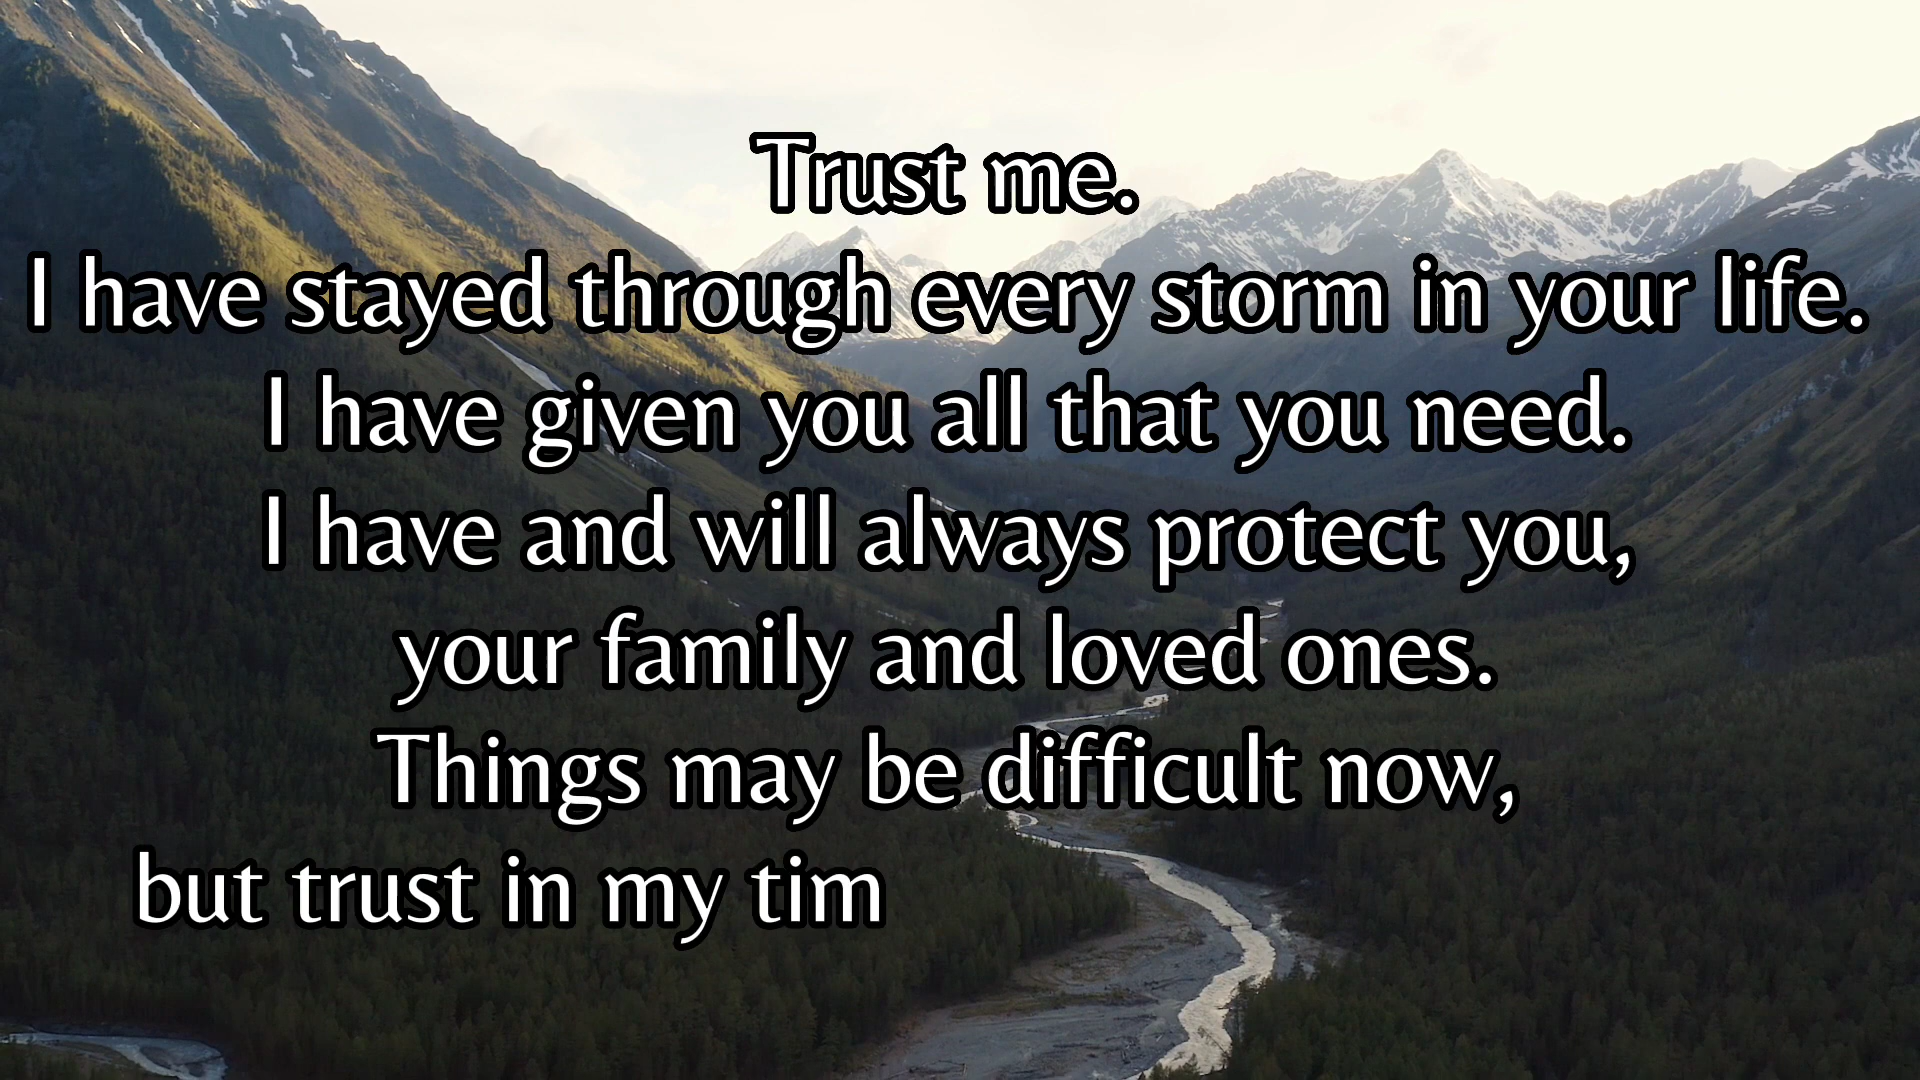 Trust me.
I have stayed through every storm in your life.
I have given you all that you need.
I have and will always protect you,
your family and loved ones.
Things may be difficult now,
but trust in my tim